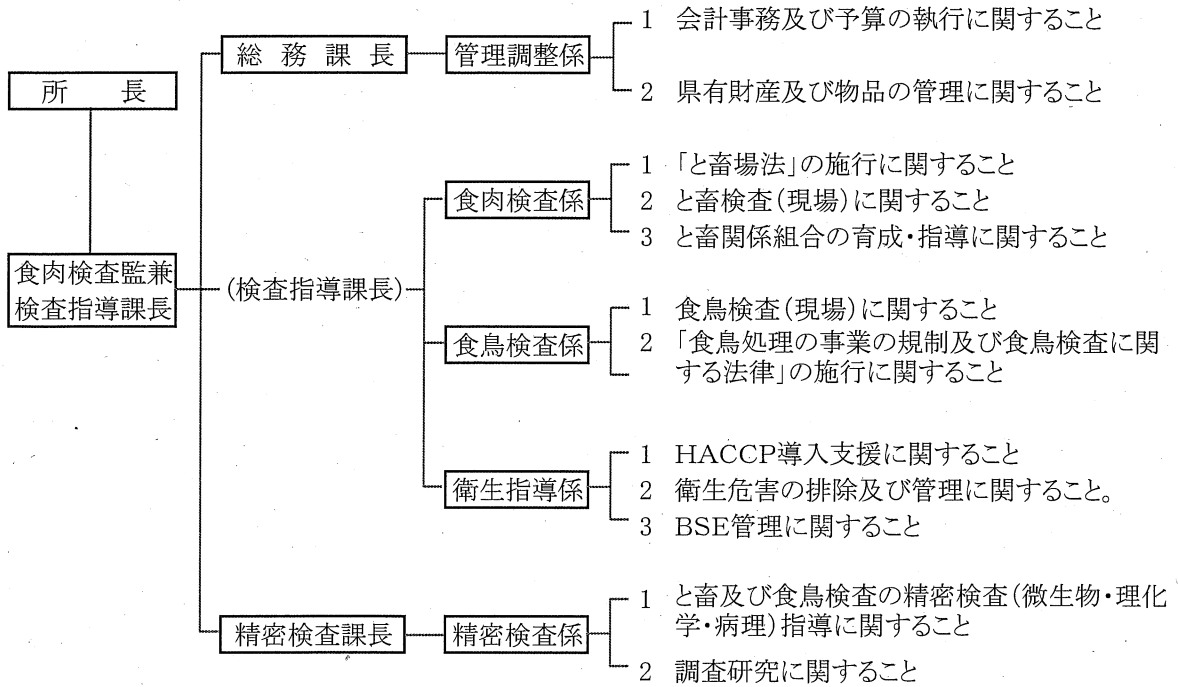 所　　長
食肉検査監兼
検査指導課長
総　務　課　長
管理調整係
1　会計事務及び予算の執行に関すること
2　県有財産及び物品の管理に関すること
(検査指導課長)
食肉検査係
1　「と畜場法」の施行に関すること
2　と畜検査(現場)に関すること
3　と畜関係組合の育成・指導に関すること
食鳥検査係
1　食鳥検査(現場)に関すること
2　「食鳥処理の事業の規制及び食鳥検査に関
する法律」の施行に関すること
衛生指導係
1　HACCP導入支援に関すること
2　衛生危害の排除及び管理に関すること。
3　BSE管理に関すること
精密検査課長
精密検査係
1　と畜及び食鳥検査の精密検査(微生物・理化
学・病理)指導に関すること
2　調査研究に関すること